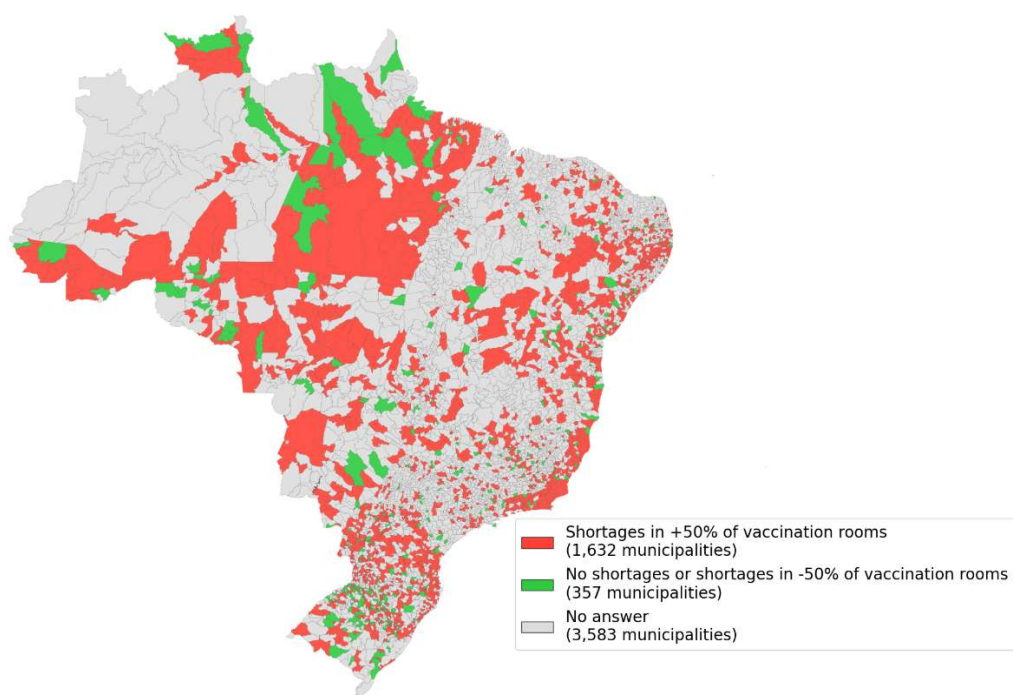 Shortages in +50% of vaccination rooms
(1,632 municipalities)
No shortages or shortages in -50% of vaccination rooms
(357 municipalities)
No answer
(3,583 municipalities)